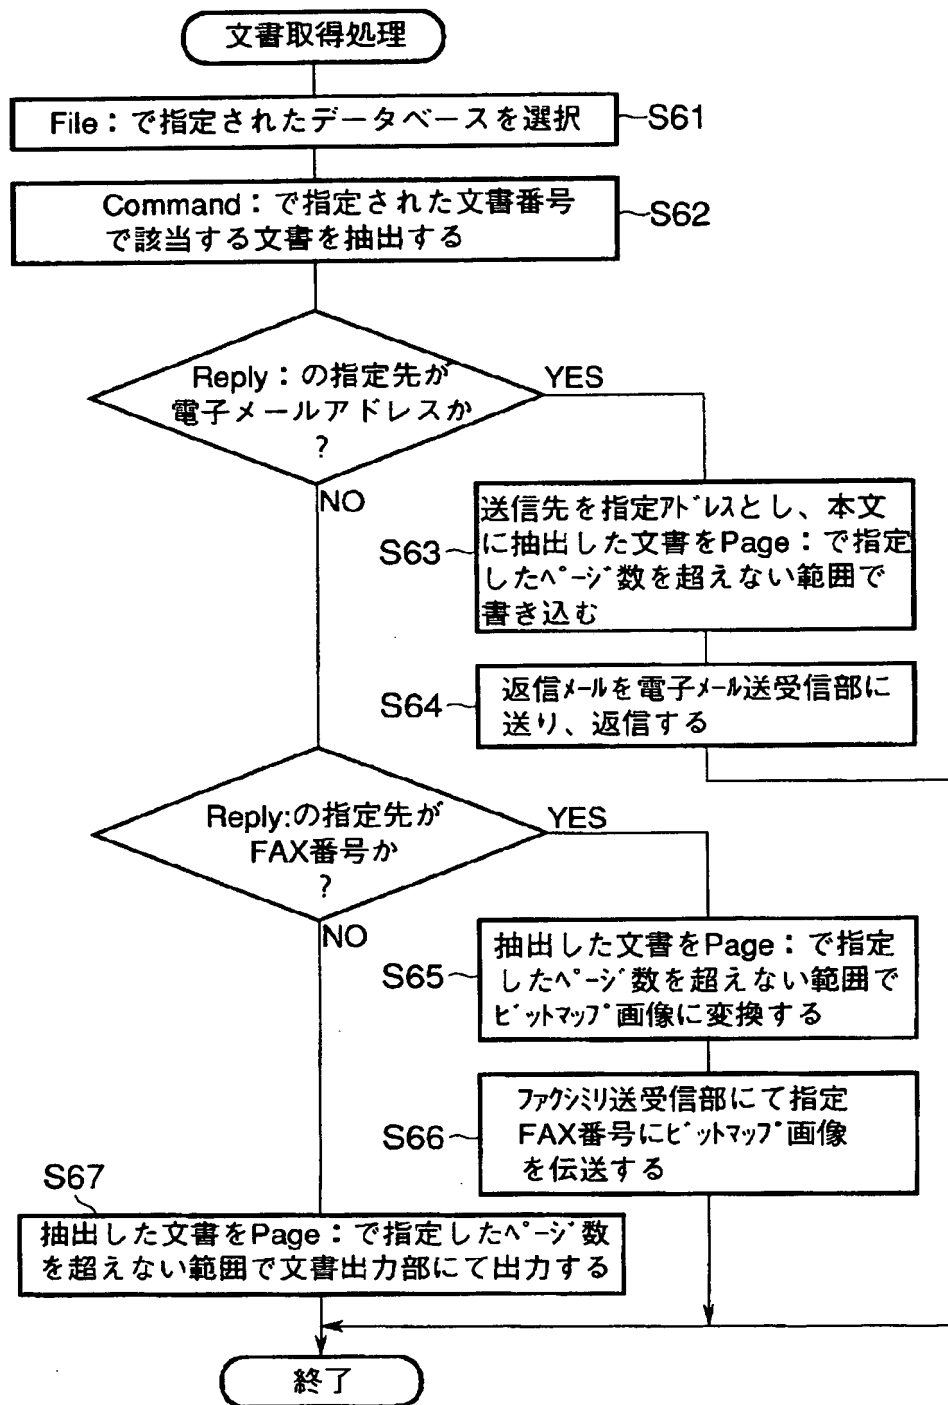 文書取得処理
File：で指定されたデータベースを選択
S61
Command：で指定された文書番号
で該当する文書を抽出する
S62
Reply：の指定先が
電子メールアドレスか
?
YES
NO
送信先を指定ｱﾄﾞﾚｽとし、本文
に抽出した文書をPage：で指定
したﾍﾟｰｼﾞ数を超えない範囲で
書き込む
S63
返信ﾒｰﾙを電子ﾒｰﾙ送受信部に
送り、返信する
S64
Reply:の指定先が
FAX番号か
?
YES
NO
抽出した文書をPage：で指定
したﾍﾟｰｼﾞ数を超えない範囲で
ﾋﾞｯﾄﾏｯﾌﾟ画像に変換する
S65
ﾌｧｸｼﾐﾘ送受信部にて指定
FAX番号にﾋﾞｯﾄﾏｯﾌﾟ画像
を伝送する
S66
S67
抽出した文書をPage：で指定したﾍﾟｰｼﾞ数
を超えない範囲で文書出力部にて出力する
終了